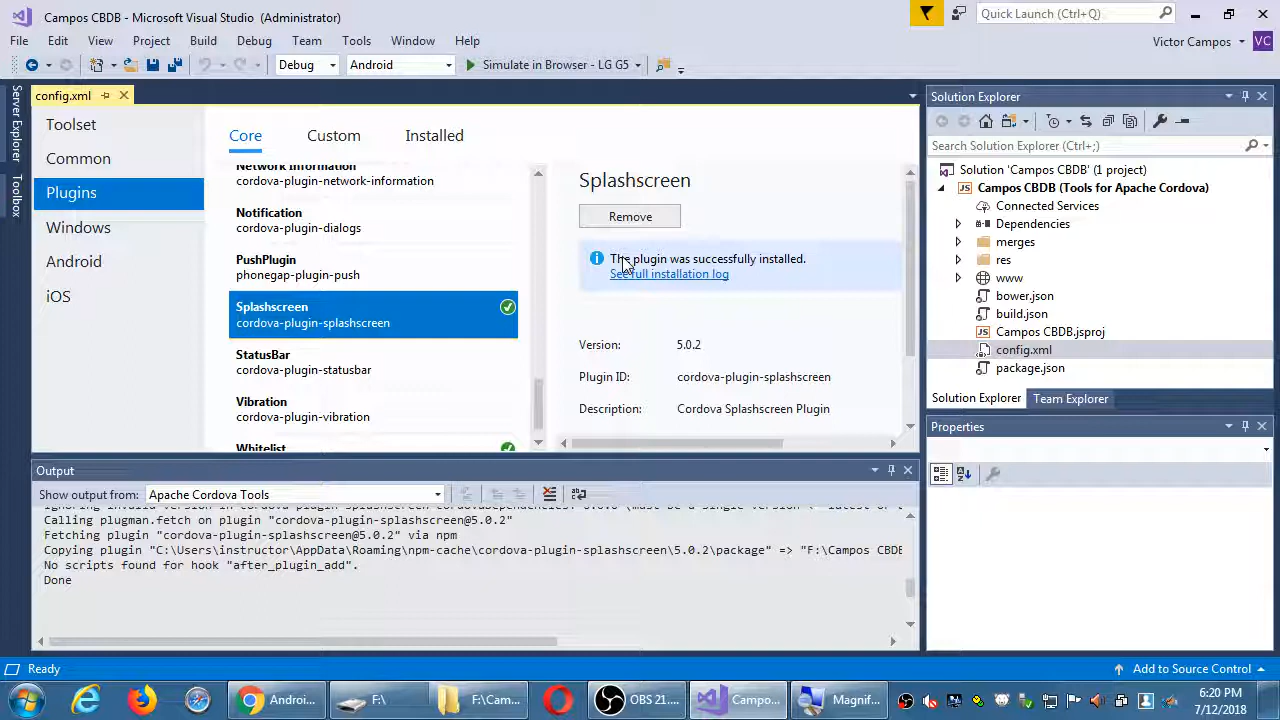 Campos CBDB - Microsoft Visual Studio (Administrator)
Quick Launch (Ctrl+Q)
File Edit View Project Build Debug Team Tools Window Help
Victor Campos VC
Debug Android Simulate in Browser - LG G5
Server Explorer
Toolbox
config.xml
Toolset
Common
Plugins
Windows
Android
iOS
Core Custom Installed
Network Information
cordova-plugin-network-information
Notification
cordova-plugin-dialogs
PushPlugin
phonegap-plugin-push
Splashscreen
cordova-plugin-splashscreen
StatusBar
cordova-plugin-statusbar
Vibration
cordova-plugin-vibration
Whitelist
Splashscreen
Remove
The plugin was successfully installed.
See full installation log
Version: 5.0.2
Plugin ID: cordova-plugin-splashscreen
Description: Cordova Splashscreen Plugin
Solution Explorer
Search Solution Explorer (Ctrl+;)
Solution 'Campos CBDB' (1 project)
Campos CBDB (Tools for Apache Cordova)
Connected Services
Dependencies
merges
res
www
bower.json
build.json
Campos CBDB.jsproj
config.xml
package.json
Solution Explorer Team Explorer
Properties
Output
Show output from: Apache Cordova Tools
Calling plugman.fetch on plugin "cordova-plugin-splashscreen@5.0.2"
Fetching plugin "cordova-plugin-splashscreen@5.0.2" via npm
Copying plugin "C:\Users\instructor\AppData\Roaming\npm-cache\cordova-plugin-splashscreen\5.0.2\package" => "F:\Campos CBDB
No scripts found for hook "after_plugin_add".
Done
Ready
Add to Source Control
Androi... F:\ F:\Cam... OBS 21.... Campo... Magnif...
6:20 PM
7/12/2018